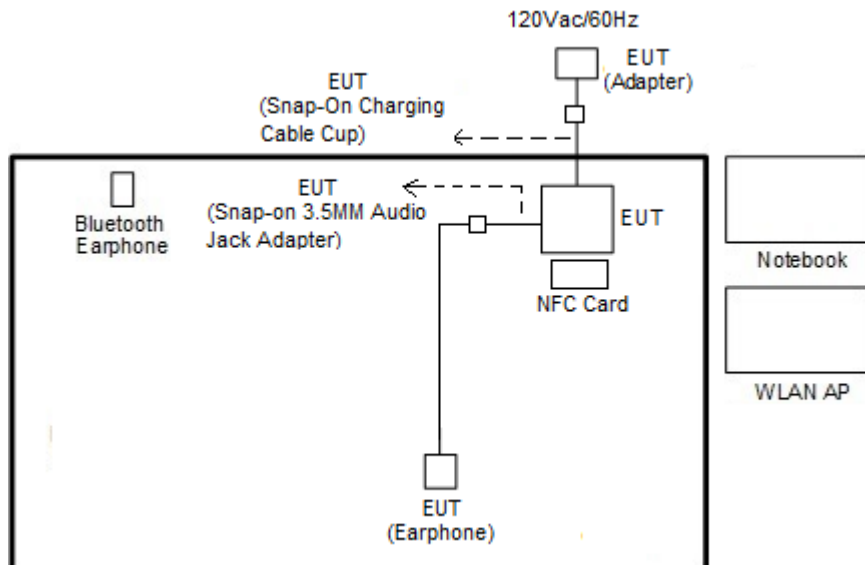 120Vac/60Hz
EUT
(Adapter)
EUT
(Snap-On Charging
Cable Cup)
EUT
(Snap-on 3.5MM Audio
Jack Adapter)
Bluetooth
Earphone
EUT
NFC Card
Notebook
WLAN AP
EUT
(Earphone)